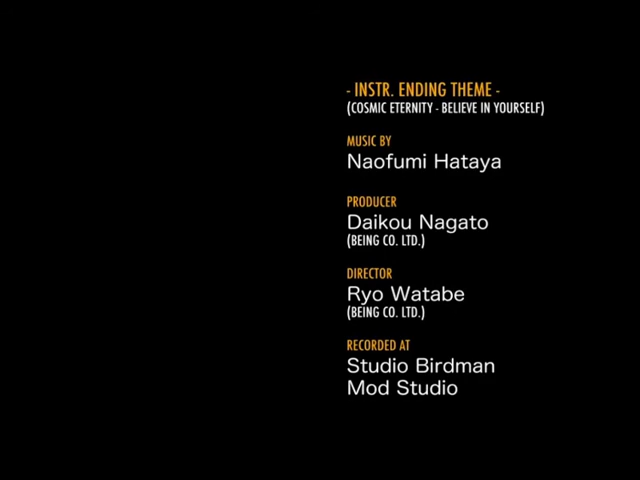 - INSTR. ENDING THEME -
(COSMIC ETERNITY - BELIEVE IN YOURSELF)
MUSIC BY
Naofumi Hataya
PRODUCER
Daikou Nagato
(BEING CO. LTD.)
DIRECTOR
Ryo Watabe
(BEING CO. LTD.)
RECORDED AT
Studio Birdman
Mod Studio